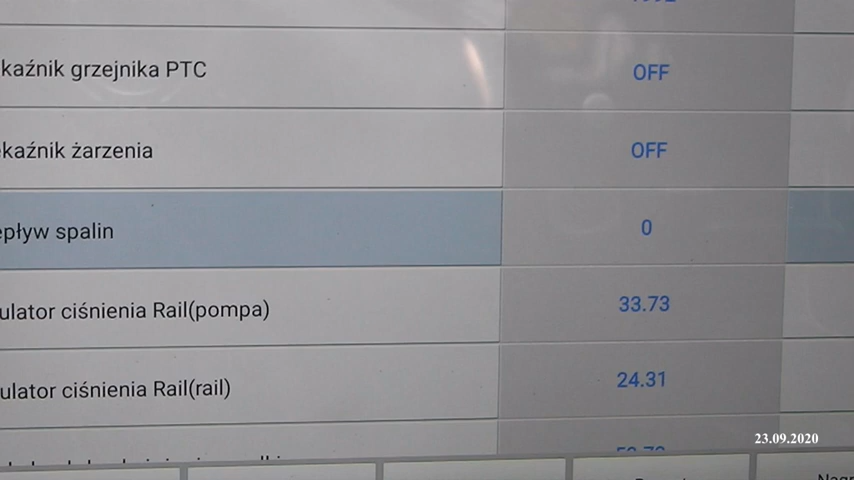 kaźnik grzejnika PTC OFF
kaźnik żarzenia OFF
epływ spalin 0
ulator ciśnienia Rail(pompa) 33.73
ulator ciśnienia Rail(rail) 24.31
23.09.2020